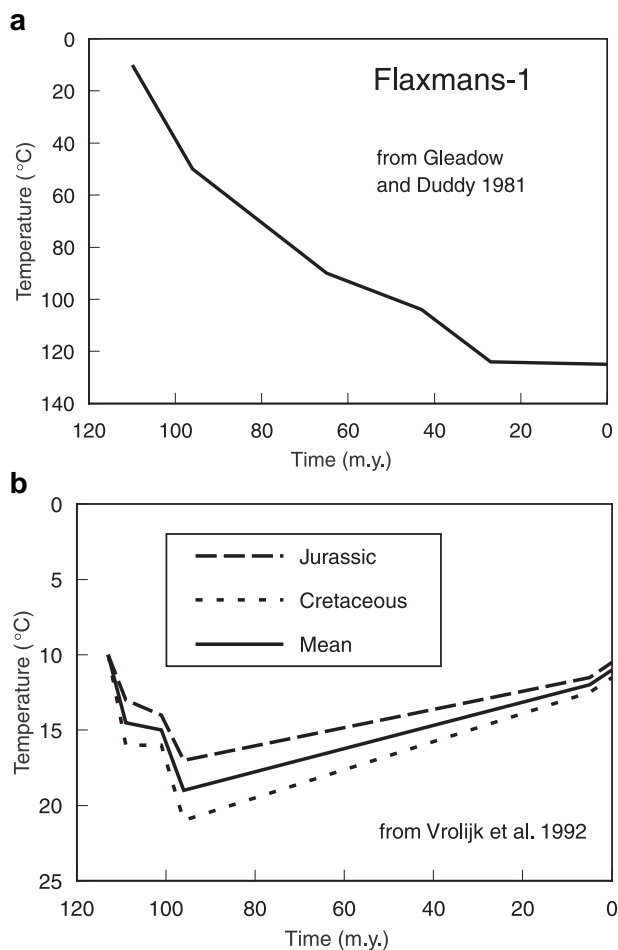 a
0
20
40
60
80
100
120
140
Temperature (°C)
Flaxmans-1
from Gleadow
and Duddy 1981
120 100 80 60 40 20 0
Time (m.y.)
b
0
5
10
15
20
25
Temperature (°C)
Jurassic
Cretaceous
Mean
from Vrolijk et al. 1992
120 100 80 60 40 20 0
Time (m.y.)